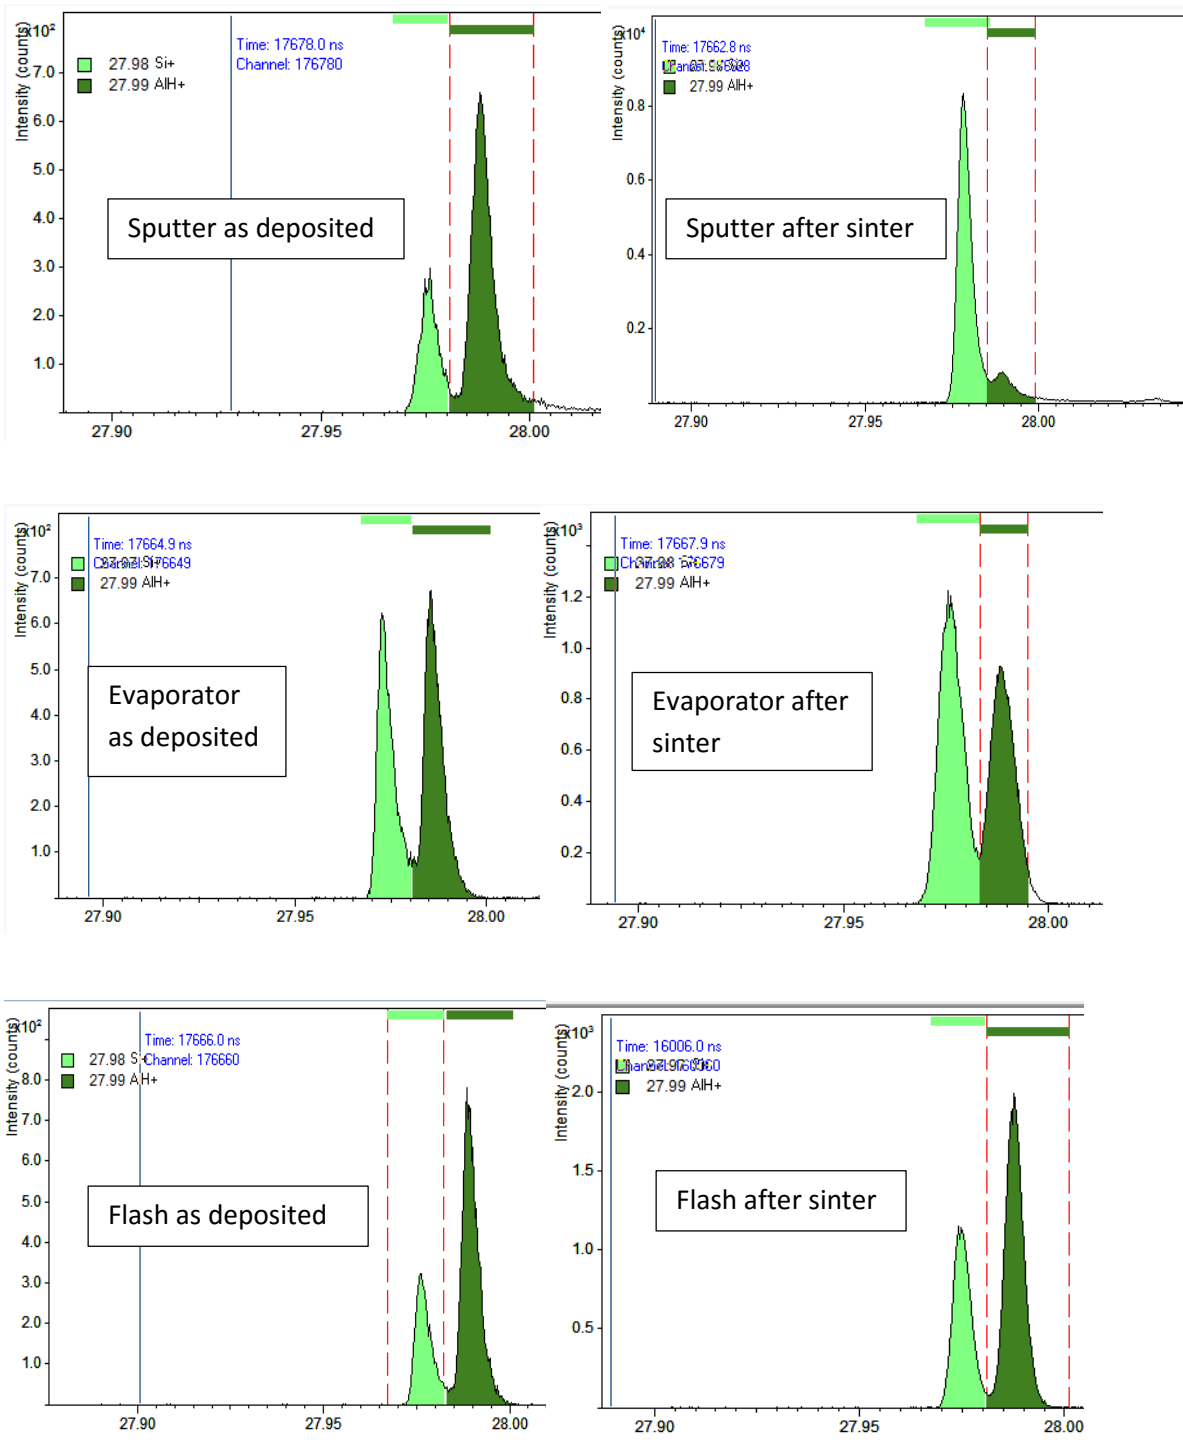 x10²
Intensity (counts)
Time: 17678.0 ns
Channel: 176780
27.98 Si+
27.99 AlH+
7.0
6.0
5.0
4.0
3.0
2.0
1.0
Sputter as deposited
27.90 27.95 28.00
x10⁴
Intensity (counts)
Time: 17662.8 ns
27.99 AlH+
0.8
0.6
0.4
0.2
Sputter after sinter
27.90 27.95 28.00
x10²
Intensity (counts)
Time: 17664.9 ns
Channel: 176649
27.99 AlH+
7.0
6.0
5.0
4.0
3.0
2.0
1.0
Evaporator
as deposited
27.90 27.95 28.00
x10³
Intensity (counts)
Time: 17667.9 ns
Channel: 176679
27.99 AlH+
1.2
1.0
0.8
0.6
0.4
0.2
Evaporator after
sinter
27.90 27.95 28.00
x10²
Intensity (counts)
Time: 17666.0 ns
Channel: 176660
27.98
27.99
8.0
7.0
6.0
5.0
4.0
3.0
2.0
1.0
Flash as deposited
27.90 27.95 28.00
x10³
Intensity (counts)
Time: 16006.0 ns
Channel: 160060
27.99 AlH+
2.0
1.5
1.0
0.5
Flash after sinter
27.90 27.95 28.00